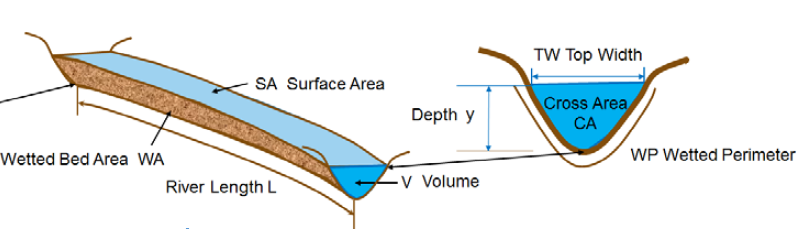 SA Surface Area
Wetted Bed Area WA
River Length L
V Volume
TW Top Width
Depth y
Cross Area
CA
WP Wetted Perimeter